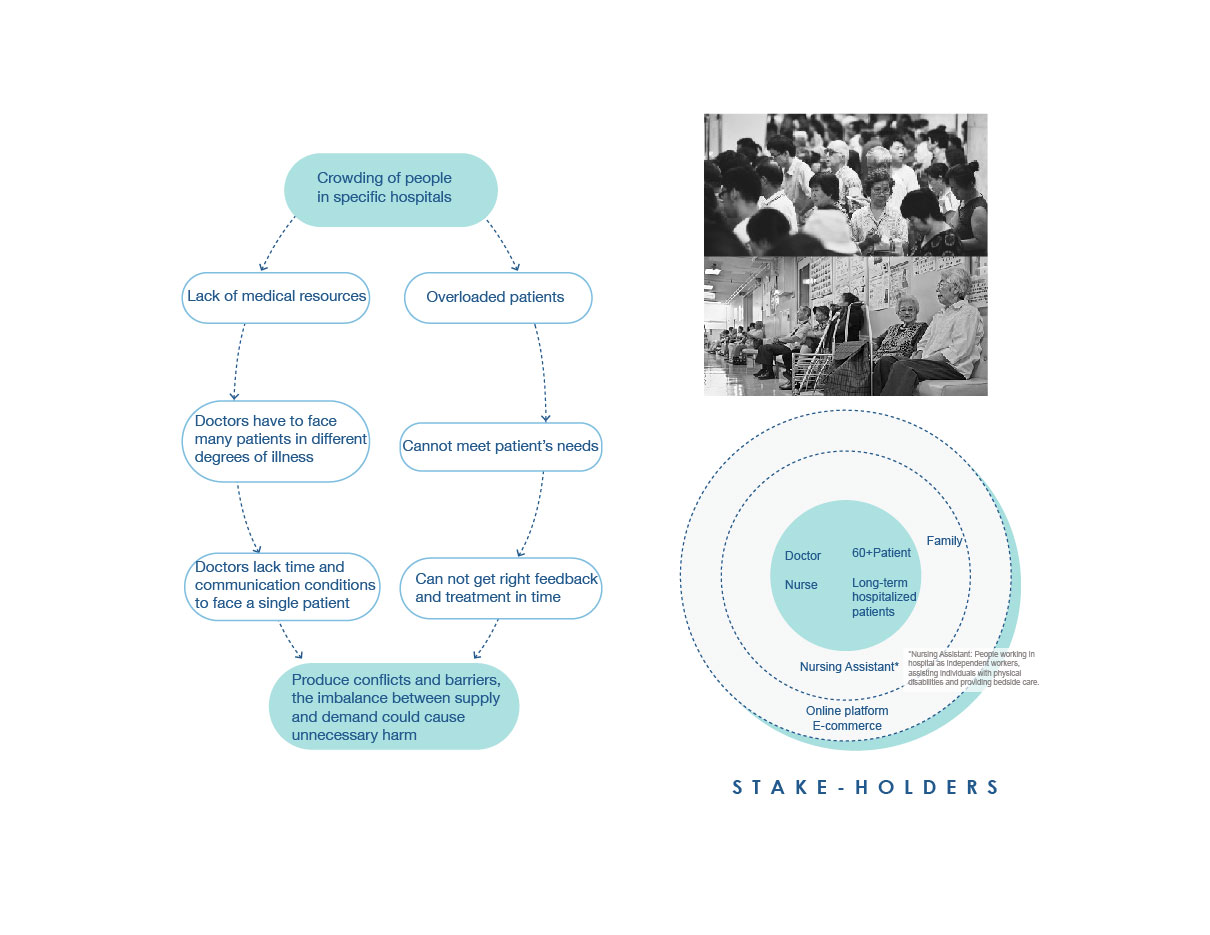 Crowding of people
in specific hospitals
Lack of medical resources
Overloaded patients
Doctors have to face
many patients in different
degrees of illness
Cannot meet patient's needs
Doctors lack time and
communication conditions
to face a single patient
Can not get right feedback
and treatment in time
Produce conflicts and barriers,
the imbalance between supply
and demand could cause
unnecessary harm
Family
Doctor
60+Patient
Nurse
Long-term
hospitalized
patients
Nursing Assistant*
*Nursing Assistant: People working in
hospital as independent workers,
assisting individuals with physical
disabilities and providing bedside care.
Online platform
E-commerce
STAKE-HOLDERS